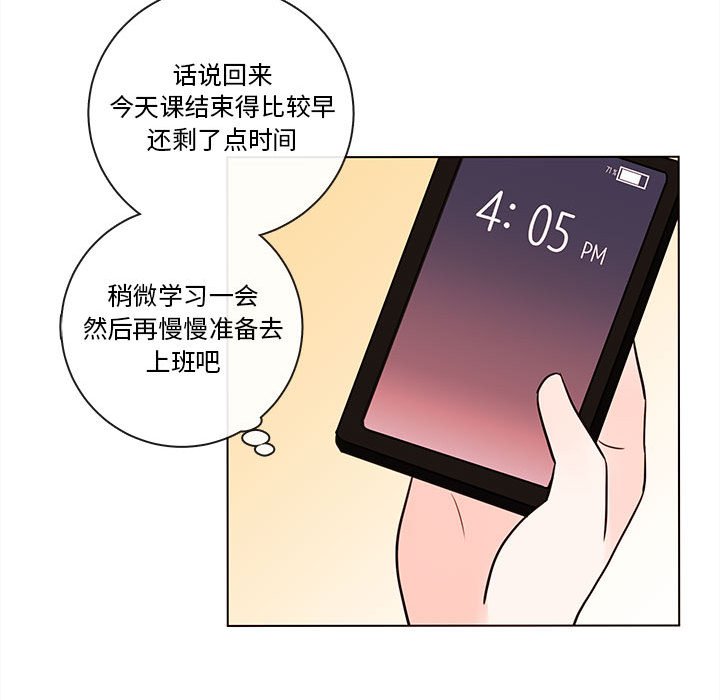 话说回来
今天课结束得比较早
还剩了点时间
71%
4: 05 PM
稍微学习一会
然后再慢慢准备去
上班吧